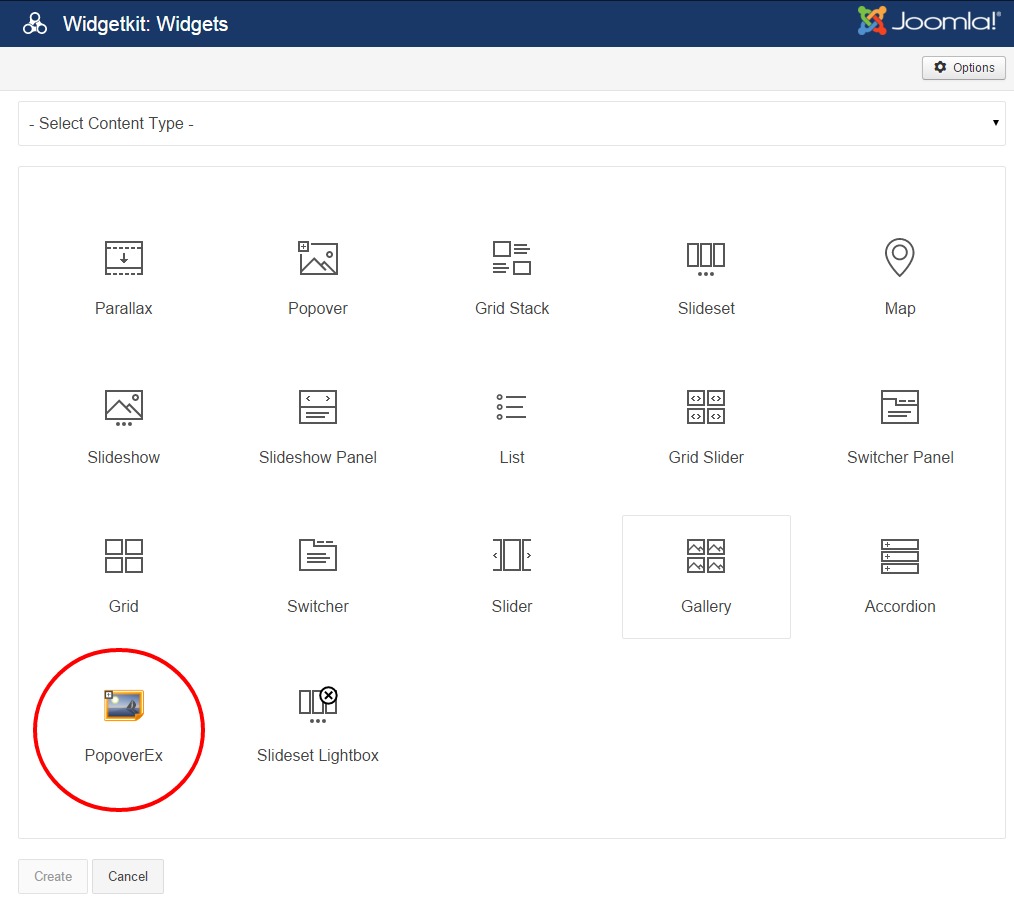 Widgetkit: Widgets
Joomla!®
Options
- Select Content Type -
Parallax
Popover
Grid Stack
Slideset
Map
Slideshow
Slideshow Panel
List
Grid Slider
Switcher Panel
Grid
Switcher
Slider
Gallery
Accordion
PopoverEx
Slideset Lightbox
Create
Cancel